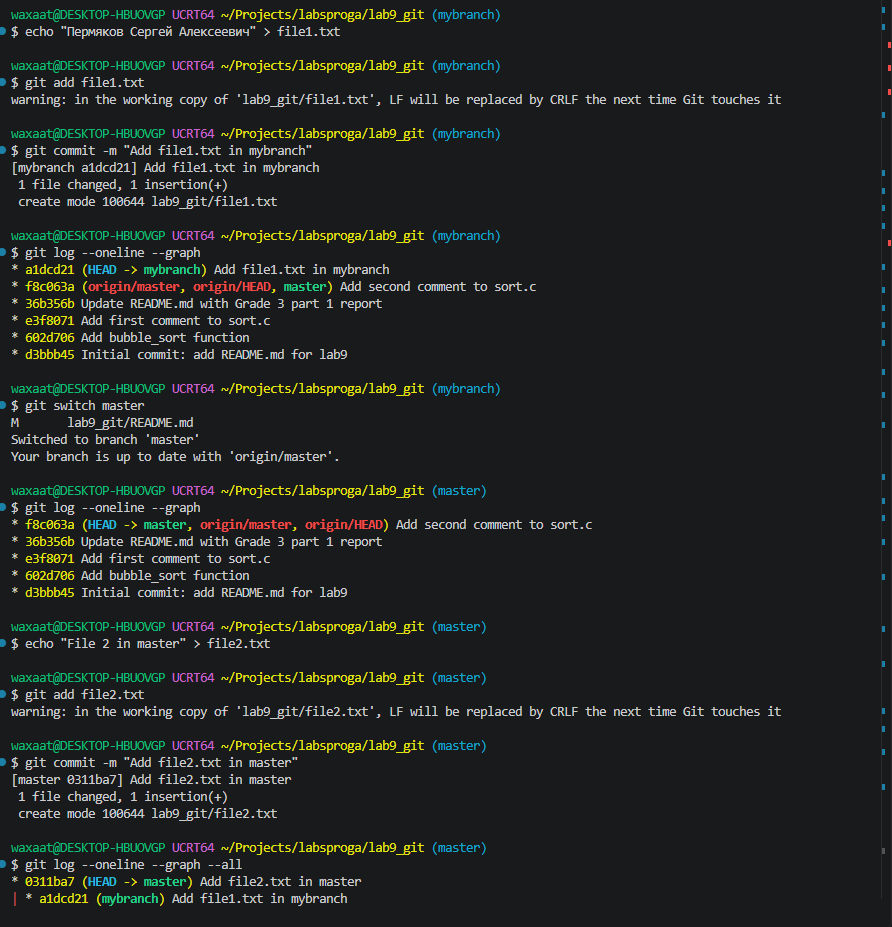 waxaat@DESKTOP-HBUOVGP UCRT64 ~/Projects/labsproga/lab9_git (mybranch)
$ echo "Пермяков Сергей Алексеевич" > file1.txt
waxaat@DESKTOP-HBUOVGP UCRT64 ~/Projects/labsproga/lab9_git (mybranch)
$ git add file1.txt
warning: in the working copy of 'lab9_git/file1.txt', LF will be replaced by CRLF the next time Git touches it
waxaat@DESKTOP-HBUOVGP UCRT64 ~/Projects/labsproga/lab9_git (mybranch)
$ git commit -m "Add file1.txt in mybranch"
[mybranch a1dcd21] Add file1.txt in mybranch
 1 file changed, 1 insertion(+)
 create mode 100644 lab9_git/file1.txt
waxaat@DESKTOP-HBUOVGP UCRT64 ~/Projects/labsproga/lab9_git (mybranch)
$ git log --oneline --graph
* a1dcd21 (HEAD -> mybranch) Add file1.txt in mybranch
* f8c063a (origin/master, origin/HEAD, master) Add second comment to sort.c
* 36b356b Update README.md with Grade 3 part 1 report
* e3f8071 Add first comment to sort.c
* 602d706 Add bubble_sort function
* d3bbb45 Initial commit: add README.md for lab9
waxaat@DESKTOP-HBUOVGP UCRT64 ~/Projects/labsproga/lab9_git (mybranch)
$ git switch master
M       lab9_git/README.md
Switched to branch 'master'
Your branch is up to date with 'origin/master'.
waxaat@DESKTOP-HBUOVGP UCRT64 ~/Projects/labsproga/lab9_git (master)
$ git log --oneline --graph
* f8c063a (HEAD -> master, origin/master, origin/HEAD) Add second comment to sort.c
* 36b356b Update README.md with Grade 3 part 1 report
* e3f8071 Add first comment to sort.c
* 602d706 Add bubble_sort function
* d3bbb45 Initial commit: add README.md for lab9
waxaat@DESKTOP-HBUOVGP UCRT64 ~/Projects/labsproga/lab9_git (master)
$ echo "File 2 in master" > file2.txt
waxaat@DESKTOP-HBUOVGP UCRT64 ~/Projects/labsproga/lab9_git (master)
$ git add file2.txt
warning: in the working copy of 'lab9_git/file2.txt', LF will be replaced by CRLF the next time Git touches it
waxaat@DESKTOP-HBUOVGP UCRT64 ~/Projects/labsproga/lab9_git (master)
$ git commit -m "Add file2.txt in master"
[master 0311ba7] Add file2.txt in master
 1 file changed, 1 insertion(+)
 create mode 100644 lab9_git/file2.txt
waxaat@DESKTOP-HBUOVGP UCRT64 ~/Projects/labsproga/lab9_git (master)
$ git log --oneline --graph --all
* 0311ba7 (HEAD -> master) Add file2.txt in master
| * a1dcd21 (mybranch) Add file1.txt in mybranch